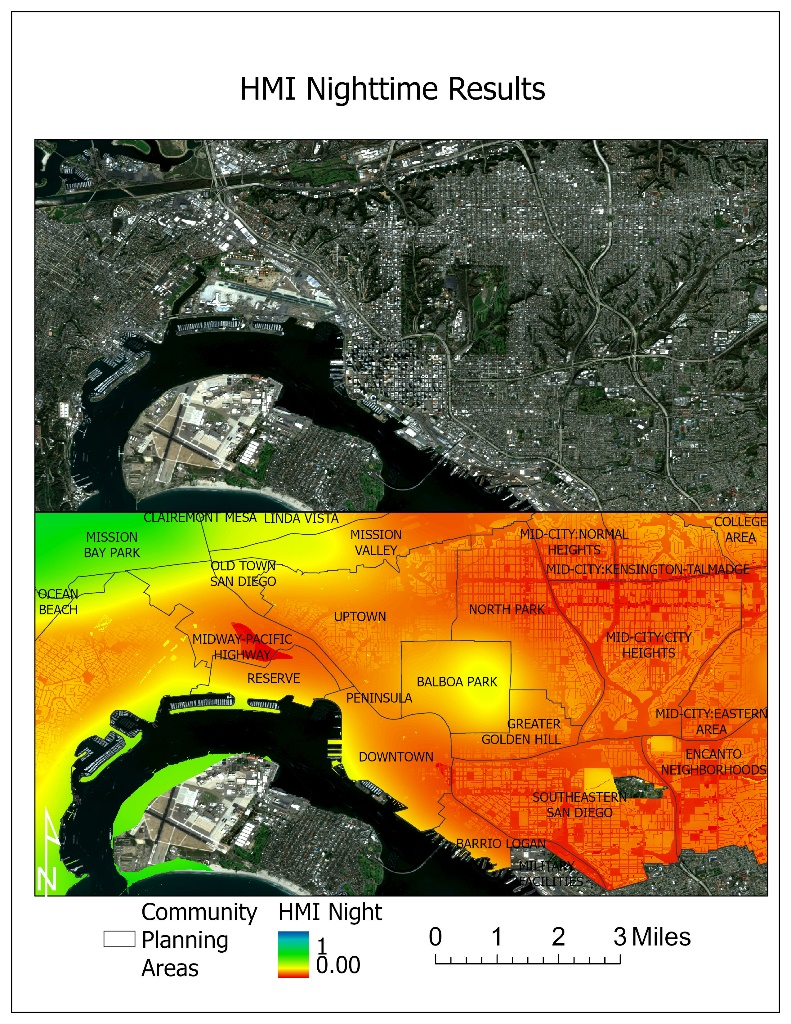 HMI Nighttime Results
CLAIREMONT MESA
LINDA VISTA
MISSION
BAY PARK
MISSION
VALLEY
MID-CITY:NORMAL
HEIGHTS
COLLEGE
AREA
OLD TOWN
SAN DIEGO
MID-CITY:KENSINGTON-TALMADGE
OCEAN
BEACH
UPTOWN
NORTH PARK
MIDWAY-PACIFIC
HIGHWAY
MID-CITY:CITY
HEIGHTS
RESERVE
BALBOA PARK
PENINSULA
MID-CITY:EASTERN
AREA
GREATER
GOLDEN HILL
DOWNTOWN
ENCANTO
NEIGHBORHOODS
SOUTHEASTERN
SAN DIEGO
BARRIO LOGAN
MILITARY
FACILITIES
N
Community
Planning
Areas
HMI Night
1
0.00
0 1 2 3 Miles